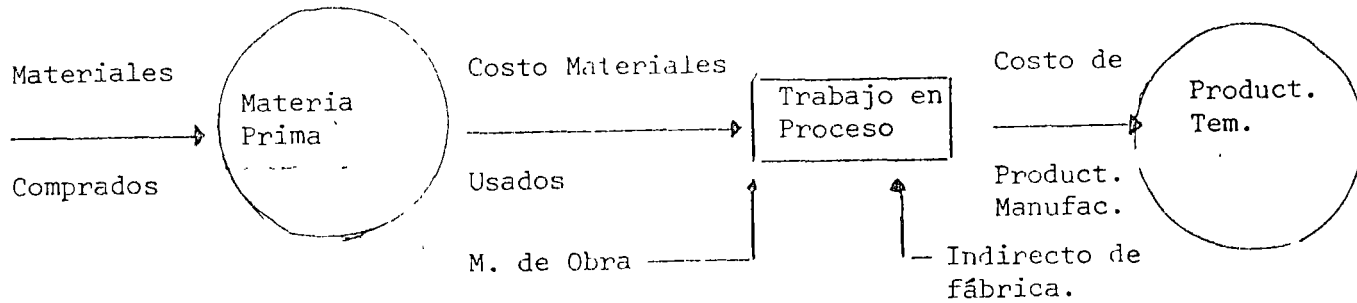 Materiales
Comprados
Materia
Prima
Costo Materiales
Usados
M. de Obra
Trabajo en
Proceso
Indirecto de
fábrica.
Costo de
Product.
Manufac.
Product.
Tem.